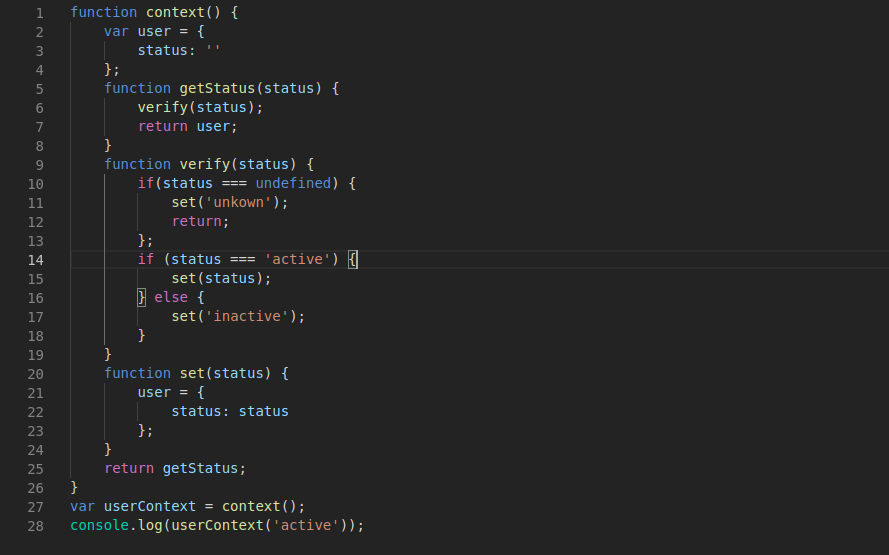 1 function context() {
2     var user = {
3         status: ''
4     };
5     function getStatus(status) {
6         verify(status);
7         return user;
8     }
9     function verify(status) {
10         if(status === undefined) {
11             set('unkown');
12             return;
13         };
14         if (status === 'active') {
15             set(status);
16         } else {
17             set('inactive');
18         }
19     }
20     function set(status) {
21         user = {
22             status: status
23         };
24     }
25     return getStatus;
26 }
27 var userContext = context();
28 console.log(userContext('active'));